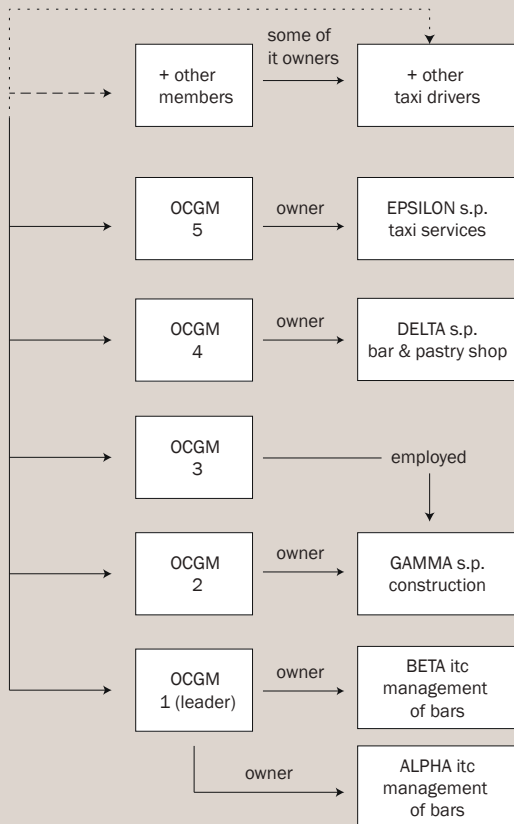 some of
it owners
+ other
members
+ other
taxi drivers
OCGM
5
owner
EPSILON s.p.
taxi services
OCGM
4
owner
DELTA s.p.
bar & pastry shop
OCGM
3
employed
OCGM
2
owner
GAMMA s.p.
construction
OCGM
1 (leader)
owner
BETA itc
management
of bars
owner
ALPHA itc
management
of bars